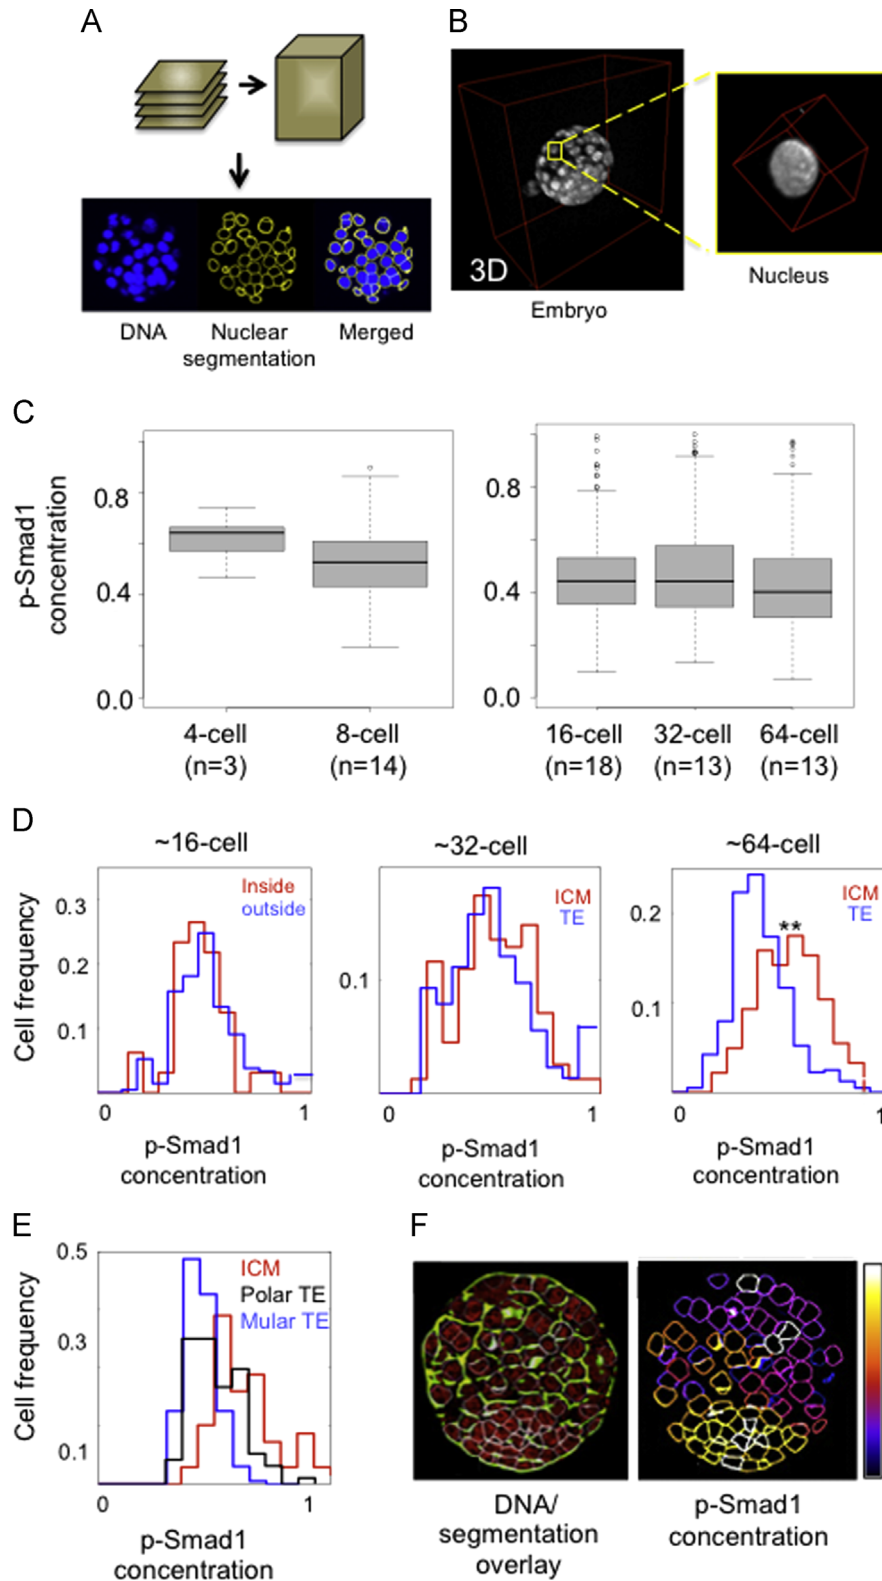 A
B
DNA
Nuclear
segmentation
Merged
3D
Embryo
Nucleus
C
p-Smad1
concentration
0.8
0.4
0.0
4-cell
(n=3)
8-cell
(n=14)
0.8
0.4
0.0
16-cell
(n=18)
32-cell
(n=13)
64-cell
(n=13)
D
~16-cell
Cell frequency
0.3
0.2
0.1
Inside
outside
0
1
p-Smad1
concentration
~32-cell
0.1
ICM
TE
0
1
p-Smad1
concentration
~64-cell
0.2
0.1
ICM
TE
**
0
1
p-Smad1
concentration
E
Cell frequency
0.5
0.3
0.1
ICM
Polar TE
Mular TE
0
1
p-Smad1
concentration
F
DNA/
segmentation
overlay
p-Smad1
concentration